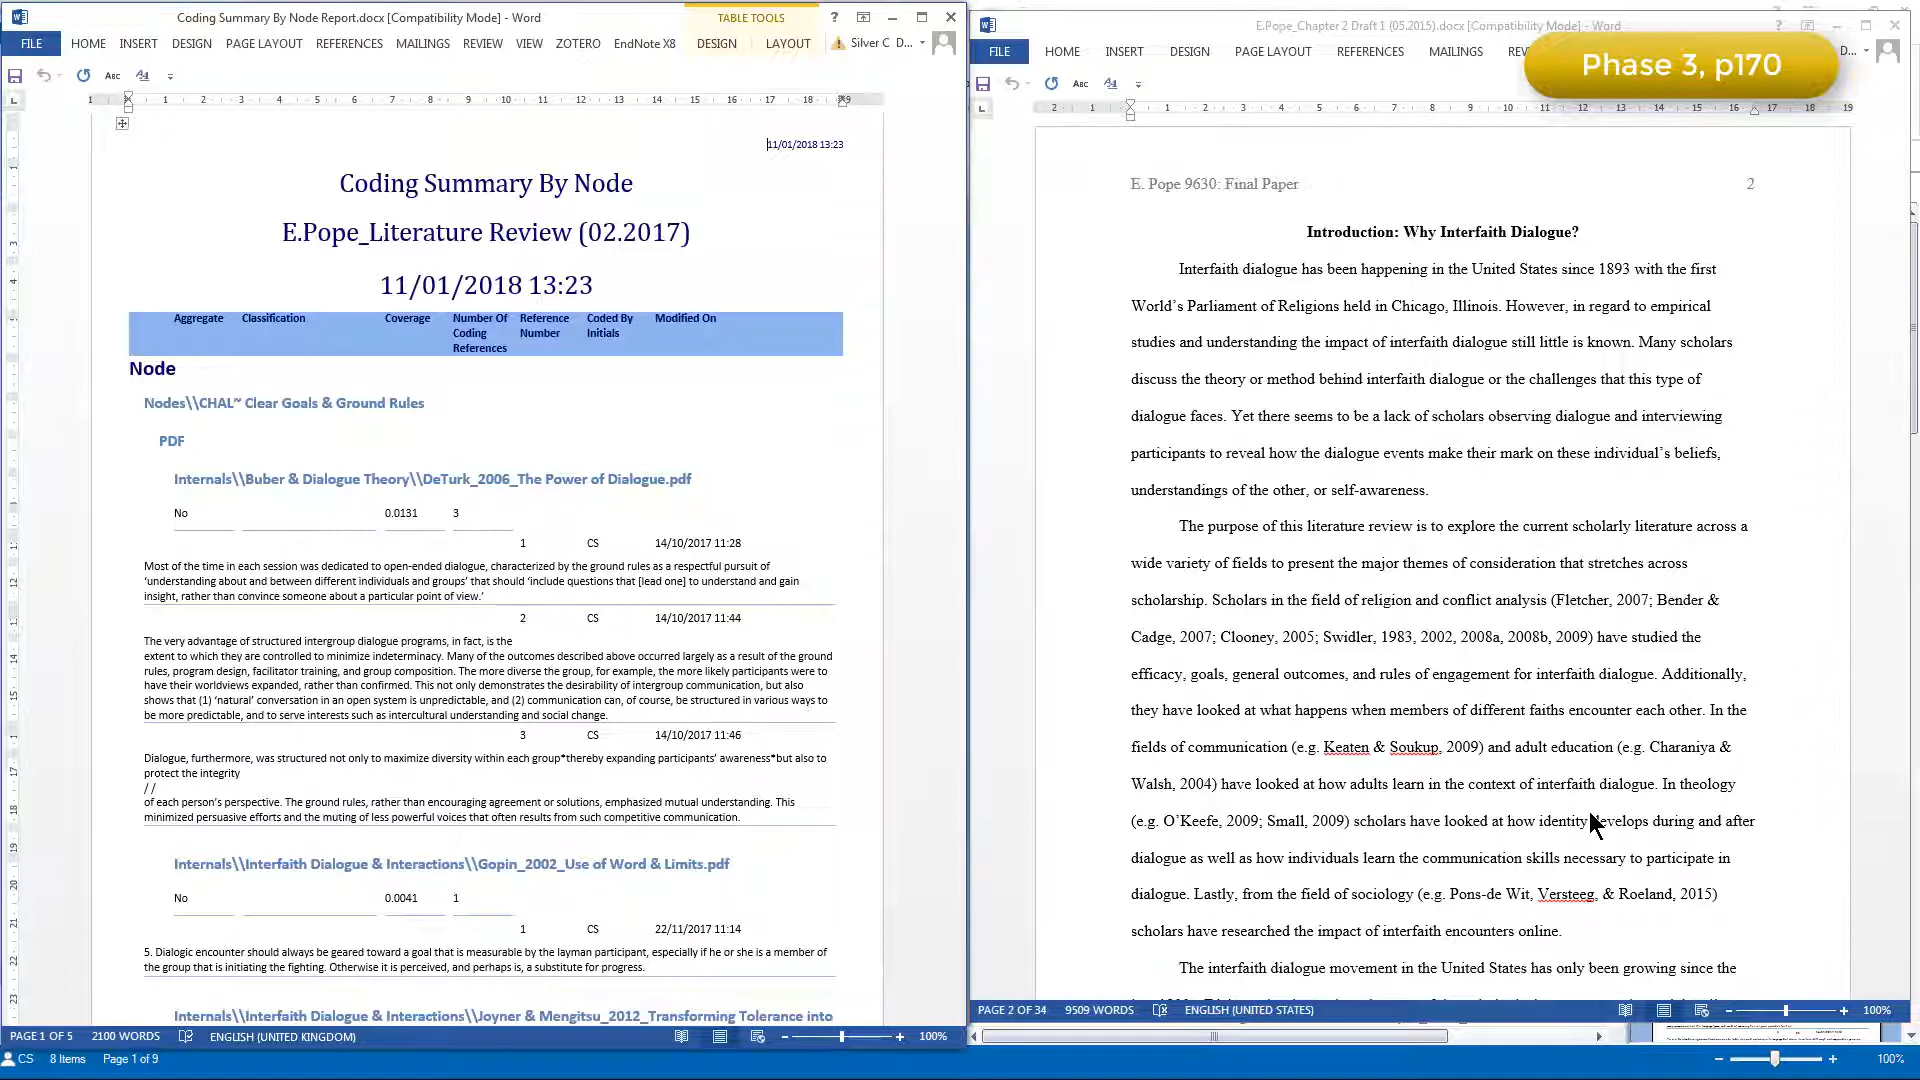 Coding Summary By Node Report.docx [Compatibility Mode] - Word
TABLE TOOLS
FILE HOME INSERT DESIGN PAGE LAYOUT REFERENCES MAILINGS REVIEW VIEW ZOTERO EndNote X8 DESIGN LAYOUT Silver C D...
11/01/2018 13:23
Coding Summary By Node
E.Pope_Literature Review (02.2017)
11/01/2018 13:23
Aggregate Classification Coverage Number Of Reference Coded By Modified On
Coding Number Initials
References
Node
Nodes\\CHAL~ Clear Goals & Ground Rules
PDF
Internals\\Buber & Dialogue Theory\\DeTurk_2006_The Power of Dialogue.pdf
No 0.0131 3
1 CS 14/10/2017 11:28
Most of the time in each session was dedicated to open-ended dialogue, characterized by the ground rules as a respectful pursuit of
‘understanding about and between different individuals and groups’ that should ‘include questions that [lead one] to understand and gain
insight, rather than convince someone about a particular point of view.’
2 CS 14/10/2017 11:44
The very advantage of structured intergroup dialogue programs, in fact, is the
extent to which they are controlled to minimize indeterminacy. Many of the outcomes described above occurred largely as a result of the ground
rules, program design, facilitator training, and group composition. The more diverse the group, for example, the more likely participants were to
have their worldviews expanded, rather than confirmed. This not only demonstrates the desirability of intergroup communication, but also
shows that (1) ‘natural’ conversation in an open system is unpredictable, and (2) communication can, of course, be structured in various ways to
be more predictable, and to serve interests such as intercultural understanding and social change.
3 CS 14/10/2017 11:46
Dialogue, furthermore, was structured not only to maximize diversity within each group*thereby expanding participants’ awareness*but also to
protect the integrity
/ /
of each person’s perspective. The ground rules, rather than encouraging agreement or solutions, emphasized mutual understanding. This
minimized persuasive efforts and the muting of less powerful voices that often results from such competitive communication.
Internals\\Interfaith Dialogue & Interactions\\Gopin_2002_Use of Word & Limits.pdf
No 0.0041 1
1 CS 22/11/2017 11:14
5. Dialogic encounter should always be geared toward a goal that is measurable by the layman participant, especially if he or she is a member of
the group that is initiating the fighting. Otherwise it is perceived, and perhaps is, a substitute for progress.
Internals\\Interfaith Dialogue & Interactions\\Joyner & Mengitsu_2012_Transforming Tolerance into
PAGE 1 OF 5 2100 WORDS ENGLISH (UNITED KINGDOM) 100%
CS 8 Items Page 1 of 9
E.Pope_Chapter 2 Draft 1 (05.2015).docx [Compatibility Mode] - Word
FILE HOME INSERT DESIGN PAGE LAYOUT REFERENCES MAILINGS
Phase 3, p170
E. Pope 9630: Final Paper 2
Introduction: Why Interfaith Dialogue?
Interfaith dialogue has been happening in the United States since 1893 with the first
World’s Parliament of Religions held in Chicago, Illinois. However, in regard to empirical
studies and understanding the impact of interfaith dialogue still little is known. Many scholars
discuss the theory or method behind interfaith dialogue or the challenges that this type of
dialogue faces. Yet there seems to be a lack of scholars observing dialogue and interviewing
participants to reveal how the dialogue events make their mark on these individual’s beliefs,
understandings of the other, or self-awareness.
The purpose of this literature review is to explore the current scholarly literature across a
wide variety of fields to present the major themes of consideration that stretches across
scholarship. Scholars in the field of religion and conflict analysis (Fletcher, 2007; Bender &
Cadge, 2007; Clooney, 2005; Swidler, 1983, 2002, 2008a, 2008b, 2009) have studied the
efficacy, goals, general outcomes, and rules of engagement for interfaith dialogue. Additionally,
they have looked at what happens when members of different faiths encounter each other. In the
fields of communication (e.g. Keaten & Soukup, 2009) and adult education (e.g. Charaniya &
Walsh, 2004) have looked at how adults learn in the context of interfaith dialogue. In theology
(e.g. O’Keefe, 2009; Small, 2009) scholars have looked at how identity develops during and after
dialogue as well as how individuals learn the communication skills necessary to participate in
dialogue. Lastly, from the field of sociology (e.g. Pons-de Wit, Versteeg, & Roeland, 2015)
scholars have researched the impact of interfaith encounters online.
The interfaith dialogue movement in the United States has only been growing since the
PAGE 2 OF 34 9509 WORDS ENGLISH (UNITED STATES) 100%
100%